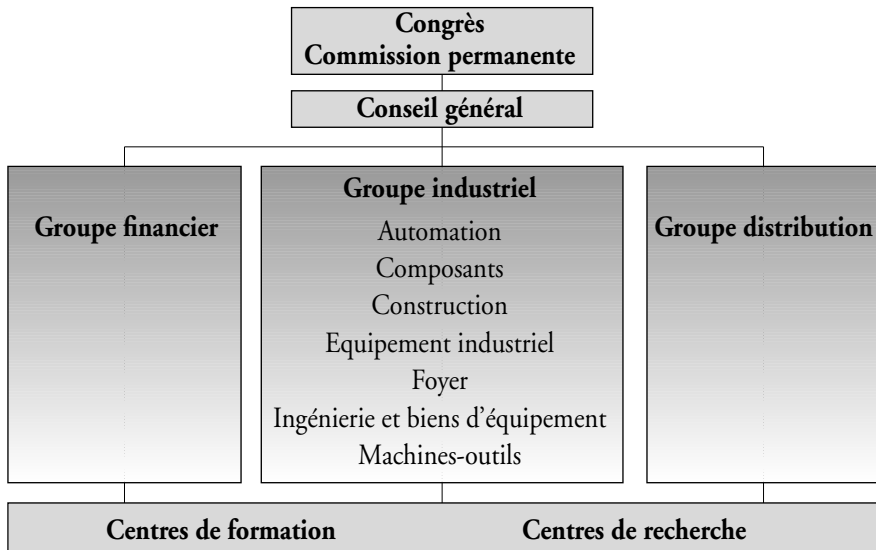 Congrès
Commission permanente
Conseil général
Groupe financier
Groupe industriel
Automation
Composants
Construction
Equipement industriel
Foyer
Ingénierie et biens d’équipement
Machines-outils
Groupe distribution
Centres de formation
Centres de recherche